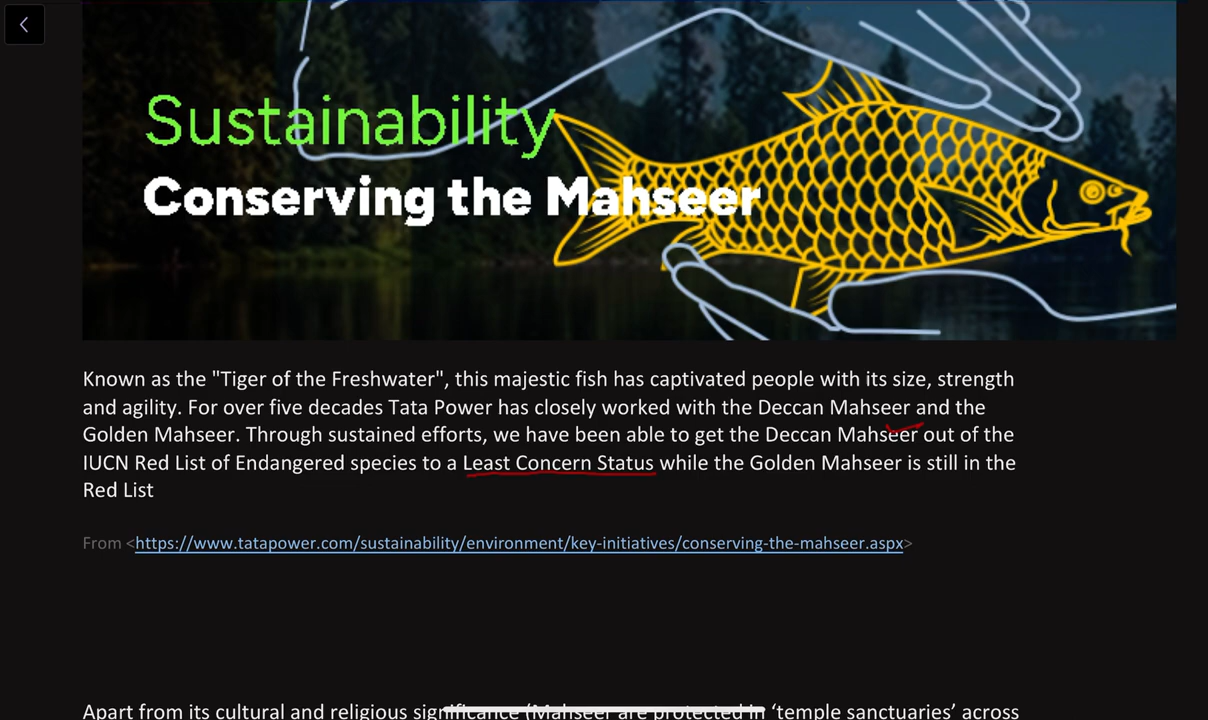 Sustainability
Conserving the Mahseer
Known as the "Tiger of the Freshwater", this majestic fish has captivated people with its size, strength
and agility. For over five decades Tata Power has closely worked with the Deccan Mahseer and the
Golden Mahseer. Through sustained efforts, we have been able to get the Deccan Mahseer out of the
IUCN Red List of Endangered species to a Least Concern Status while the Golden Mahseer is still in the
Red List
From <https://www.tatapower.com/sustainability/environment/key-initiatives/conserving-the-mahseer.aspx>
Apart from its cultural and religious significance (Mahseer are protected in ‘temple sanctuaries’ across